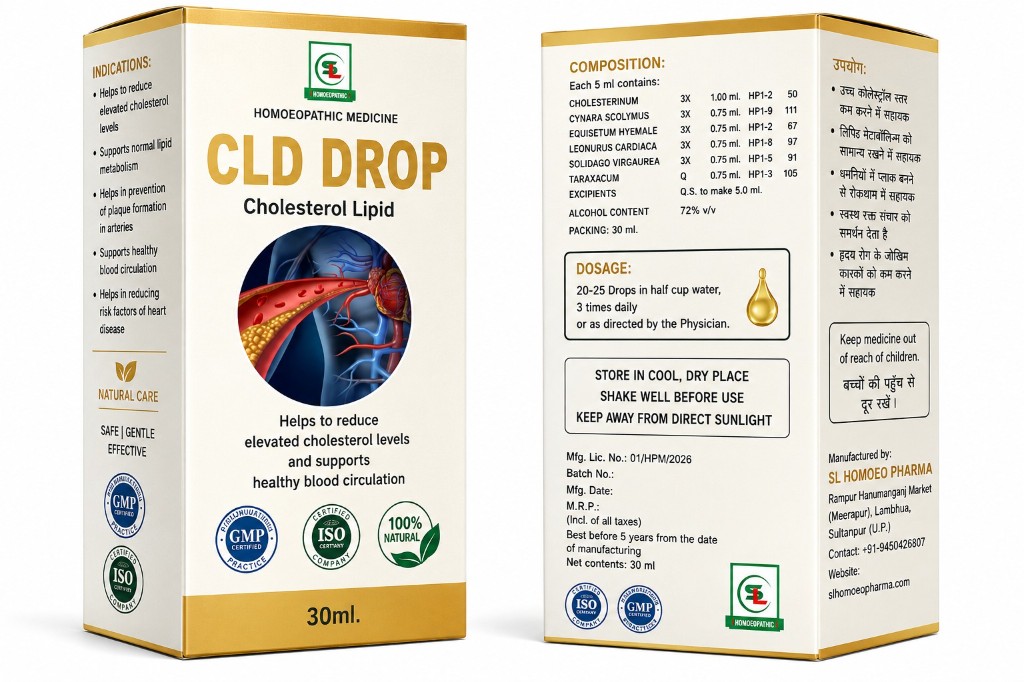 INDICATIONS:
• Helps to reduce
elevated cholesterol
levels
• Supports normal lipid
metabolism
• Helps in prevention
of plaque formation
in arteries
• Supports healthy
blood circulation
• Helps in reducing
risk factors of heart
disease
NATURAL CARE
SAFE | GENTLE
EFFECTIVE
GMP
CERTIFIED
PRACTICE
CERTIFIED
ISO
COMPANY
SL
HOMOEOPATHIC
HOMOEOPATHIC MEDICINE
CLD DROP
Cholesterol Lipid
Helps to reduce
elevated cholesterol levels
and supports
healthy blood circulation
GMP
CERTIFIED
PRACTICE
CERTIFIED
ISO
COMPANY
100%
NATURAL
30ml.
COMPOSITION:
Each 5 ml contains:
CHOLESTERINUM 3X 1.00 ml. HP1-2 50
CYNARA SCOLYMUS 3X 0.75 ml. HP1-9 111
EQUISETUM HYEMALE 3X 0.75 ml. HP1-2 67
LEONURUS CARDIACA 3X 0.75 ml. HP1-8 97
SOLIDAGO VIRGAUREA 3X 0.75 ml. HP1-5 91
TARAXACUM Q 0.75 ml. HP1-3 105
EXCIPIENTS Q.S. to make 5.0 ml.
ALCOHOL CONTENT 72% v/v
PACKING: 30 ml.
DOSAGE:
20-25 Drops in half cup water,
3 times daily
or as directed by the Physician.
STORE IN COOL, DRY PLACE
SHAKE WELL BEFORE USE
KEEP AWAY FROM DIRECT SUNLIGHT
Mfg. Lic. No.: 01/HPM/2026
Batch No.:
Mfg. Date:
M.R.P.:
(Incl. of all taxes)
Best before 5 years from the date
of manufacturing
Net contents: 30 ml
CERTIFIED
ISO
COMPANY
GMP
CERTIFIED
SL
HOMOEOPATHIC
उपयोग:
• उच्च कोलेस्ट्रॉल स्तर
कम करने में सहायक
• लिपिड मेटाबॉलिज्म को
सामान्य रखने में सहायक
• धमनियों में प्लाक बनने
से रोकथाम में सहायक
• स्वस्थ रक्त संचार को
समर्थन देता है
• हृदय रोग के जोखिम
कारकों को कम करने
में सहायक
Keep medicine out
of reach of children.
बच्चों की पहुँच से
दूर रखें।
Manufactured by:
SL HOMOEO PHARMA
Rampur Hanumanganj Market
(Meerapur), Lambhua,
Sultanpur (U.P.)
Contact: +91-9450426807
Website:
slhomoeopharma.com